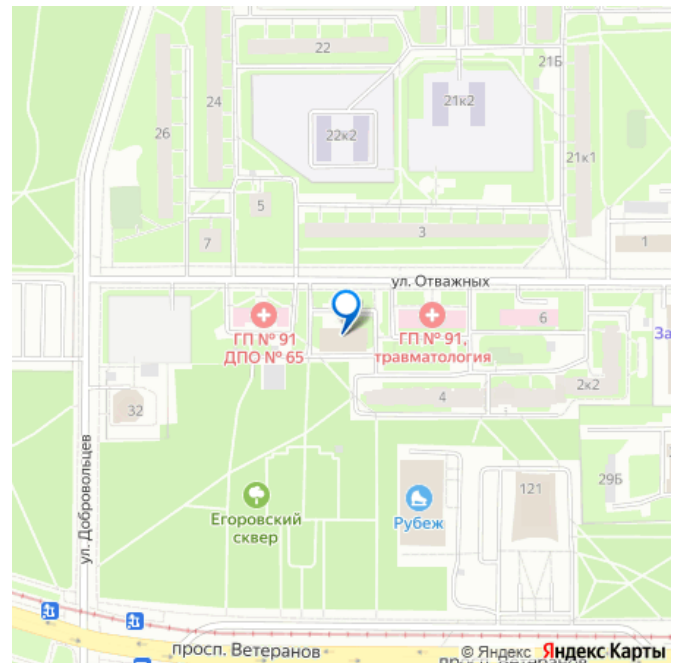 22
21Б
24
26
22к2
21к2
21к1
5
3
7
1
ул. Отважных
ГП № 91
ДПО № 65
ГП № 91,
травматология
6
За
2к2
4
32
ул. Добровольцев
29Б
121
Егоровский
сквер
Рубеж
просп. Ветеранов
© Яндекс Яндекс Карты